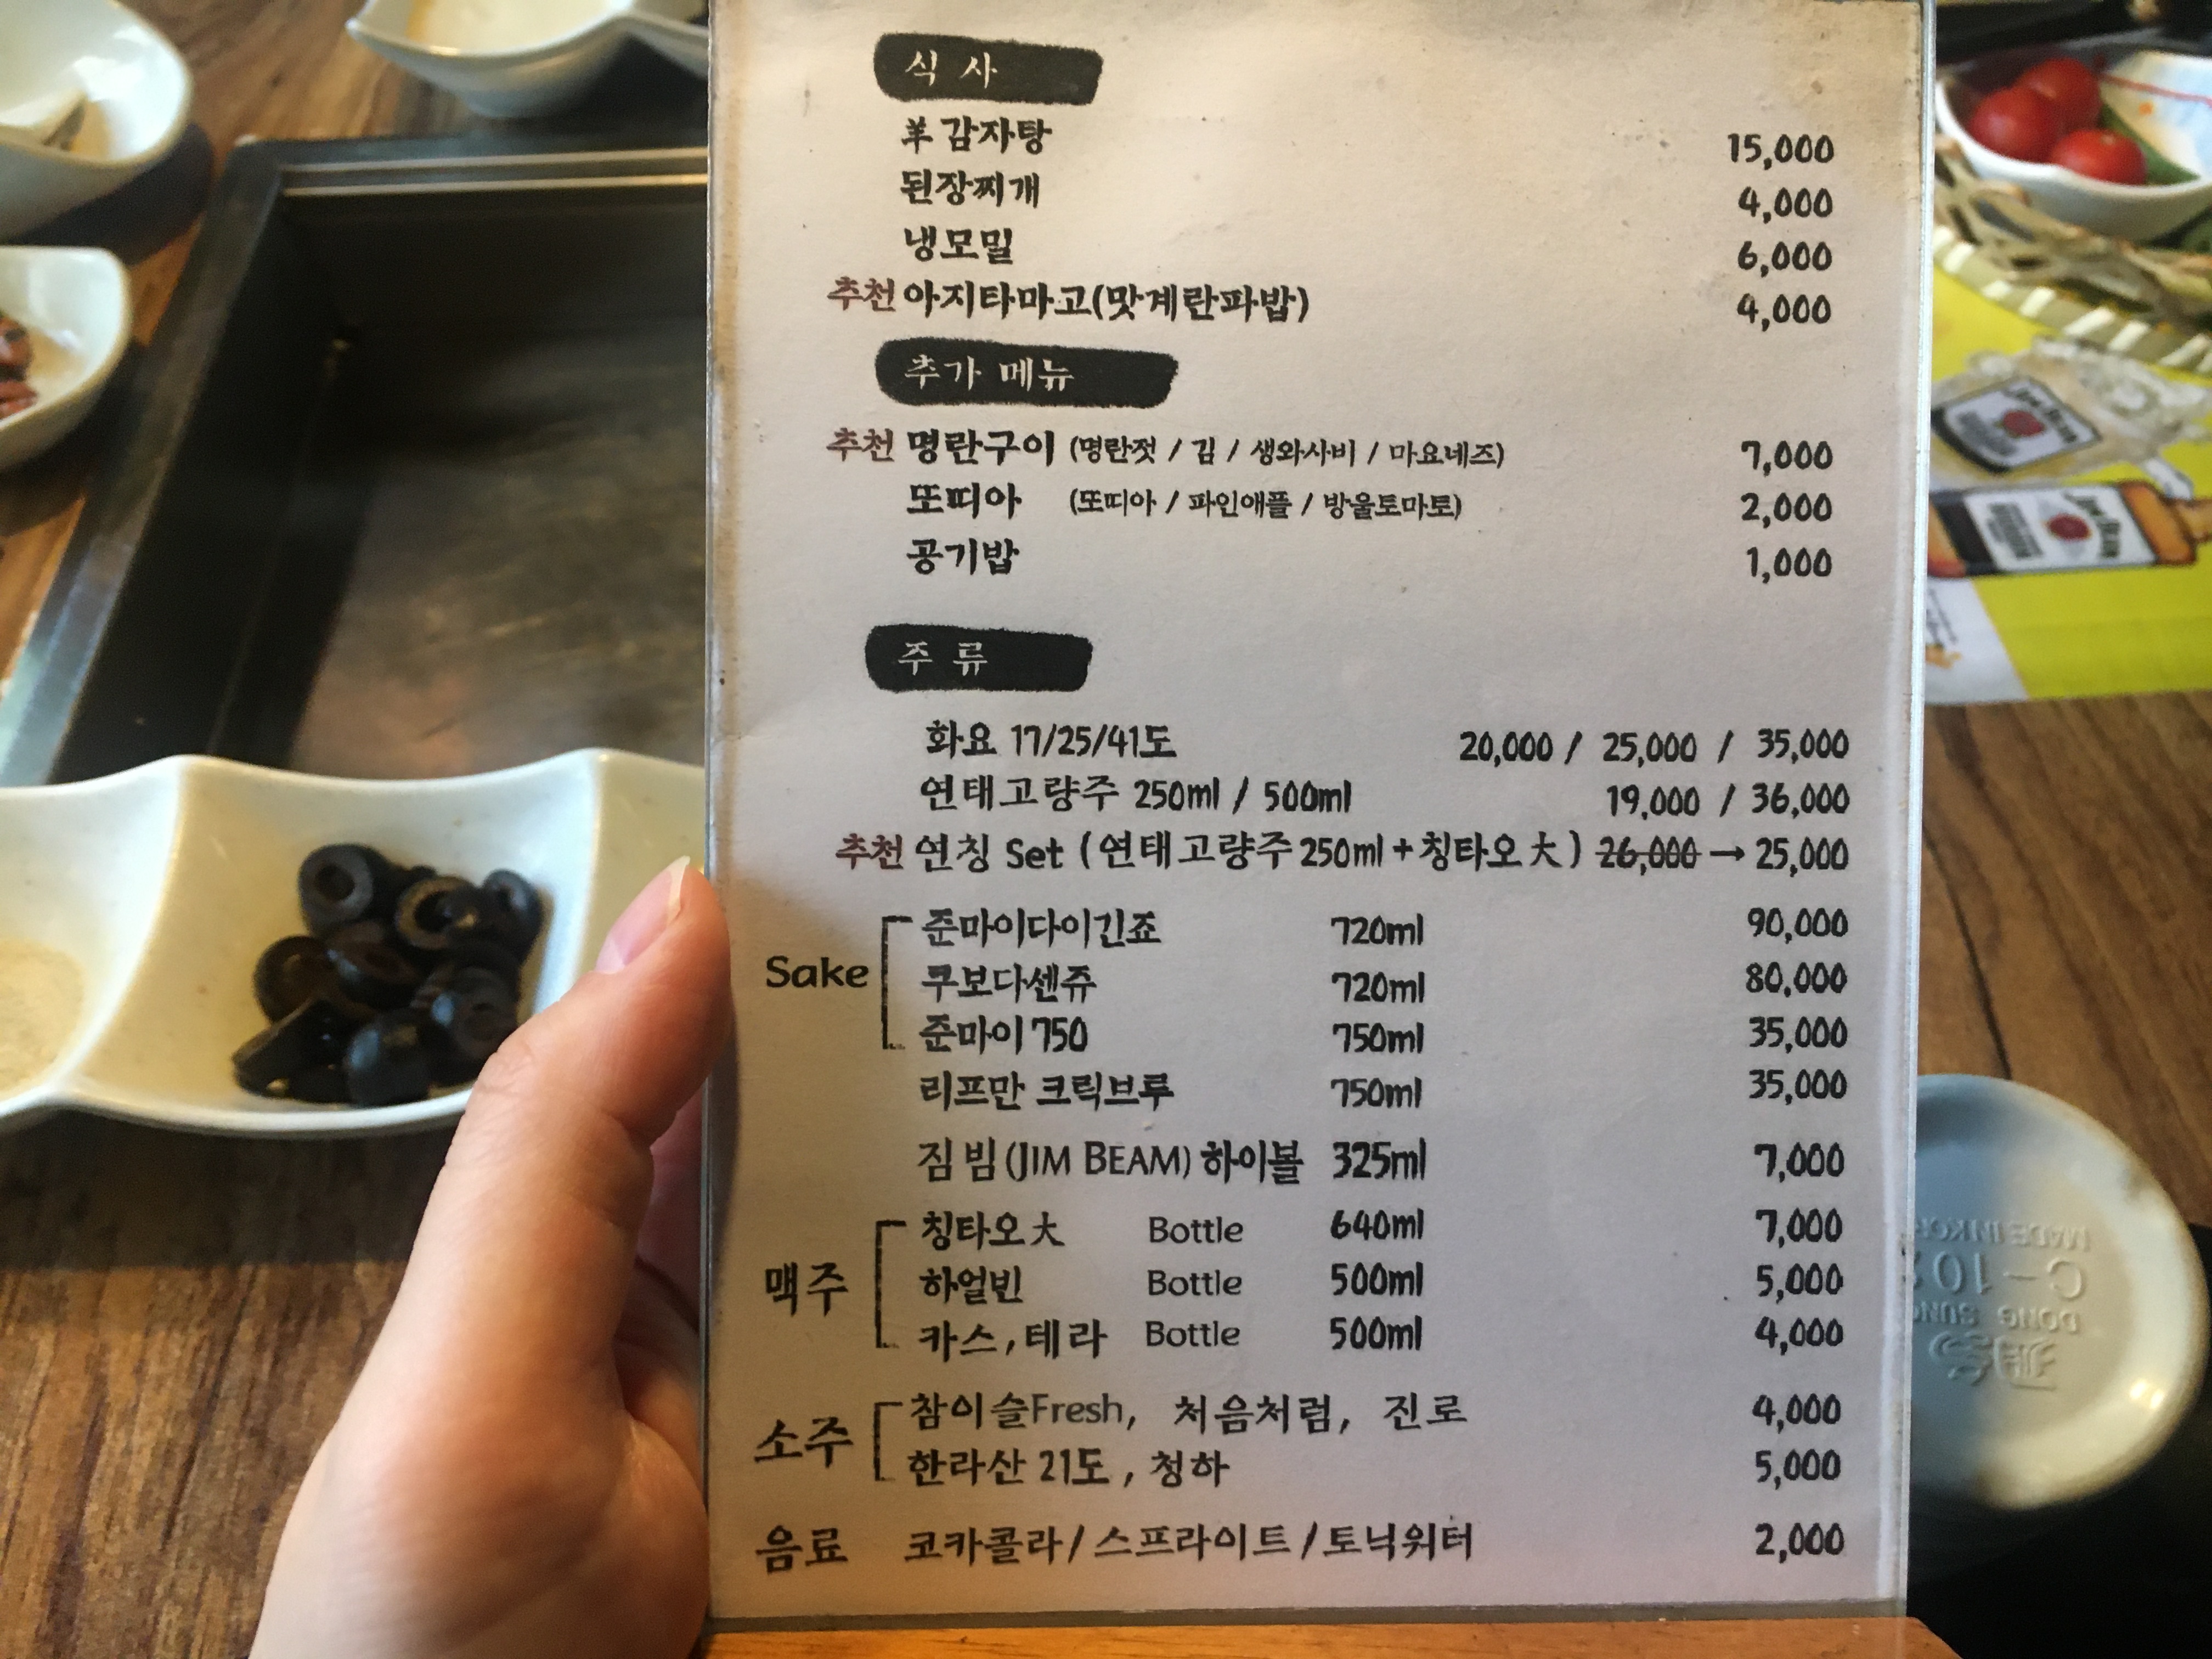 식 사
羊 감자탕 15,000
된장찌개 4,000
냉모밀 6,000
추천 아지타마고(맛계란파밥) 4,000
추가 메뉴
추천 명란구이 (명란젓 / 김 / 생와사비 / 마요네즈) 7,000
또띠아 (또띠아 / 파인애플 / 방울토마토) 2,000
공기밥 1,000
주 류
화요 17/25/41도 20,000 / 25,000 / 35,000
연태고량주 250ml / 500ml 19,000 / 36,000
추천 연칭 Set (연태고량주 250ml + 칭타오 大) 26,000 → 25,000
Sake
준마이다이긴죠 720ml 90,000
쿠보다센쥬 720ml 80,000
준마이 750 750ml 35,000
리프만 크릭브루 750ml 35,000
짐 빔 (JIM BEAM) 하이볼 325ml 7,000
맥주
칭타오 大 Bottle 640ml 7,000
하얼빈 Bottle 500ml 5,000
카스, 테라 Bottle 500ml 4,000
소주
참이슬Fresh, 처음처럼, 진로 4,000
한라산 21도, 청하 5,000
음료 코카콜라 / 스프라이트 / 토닉워터 2,000
JIM BEAM
JIM BEAM
C-10
DONG SUNG